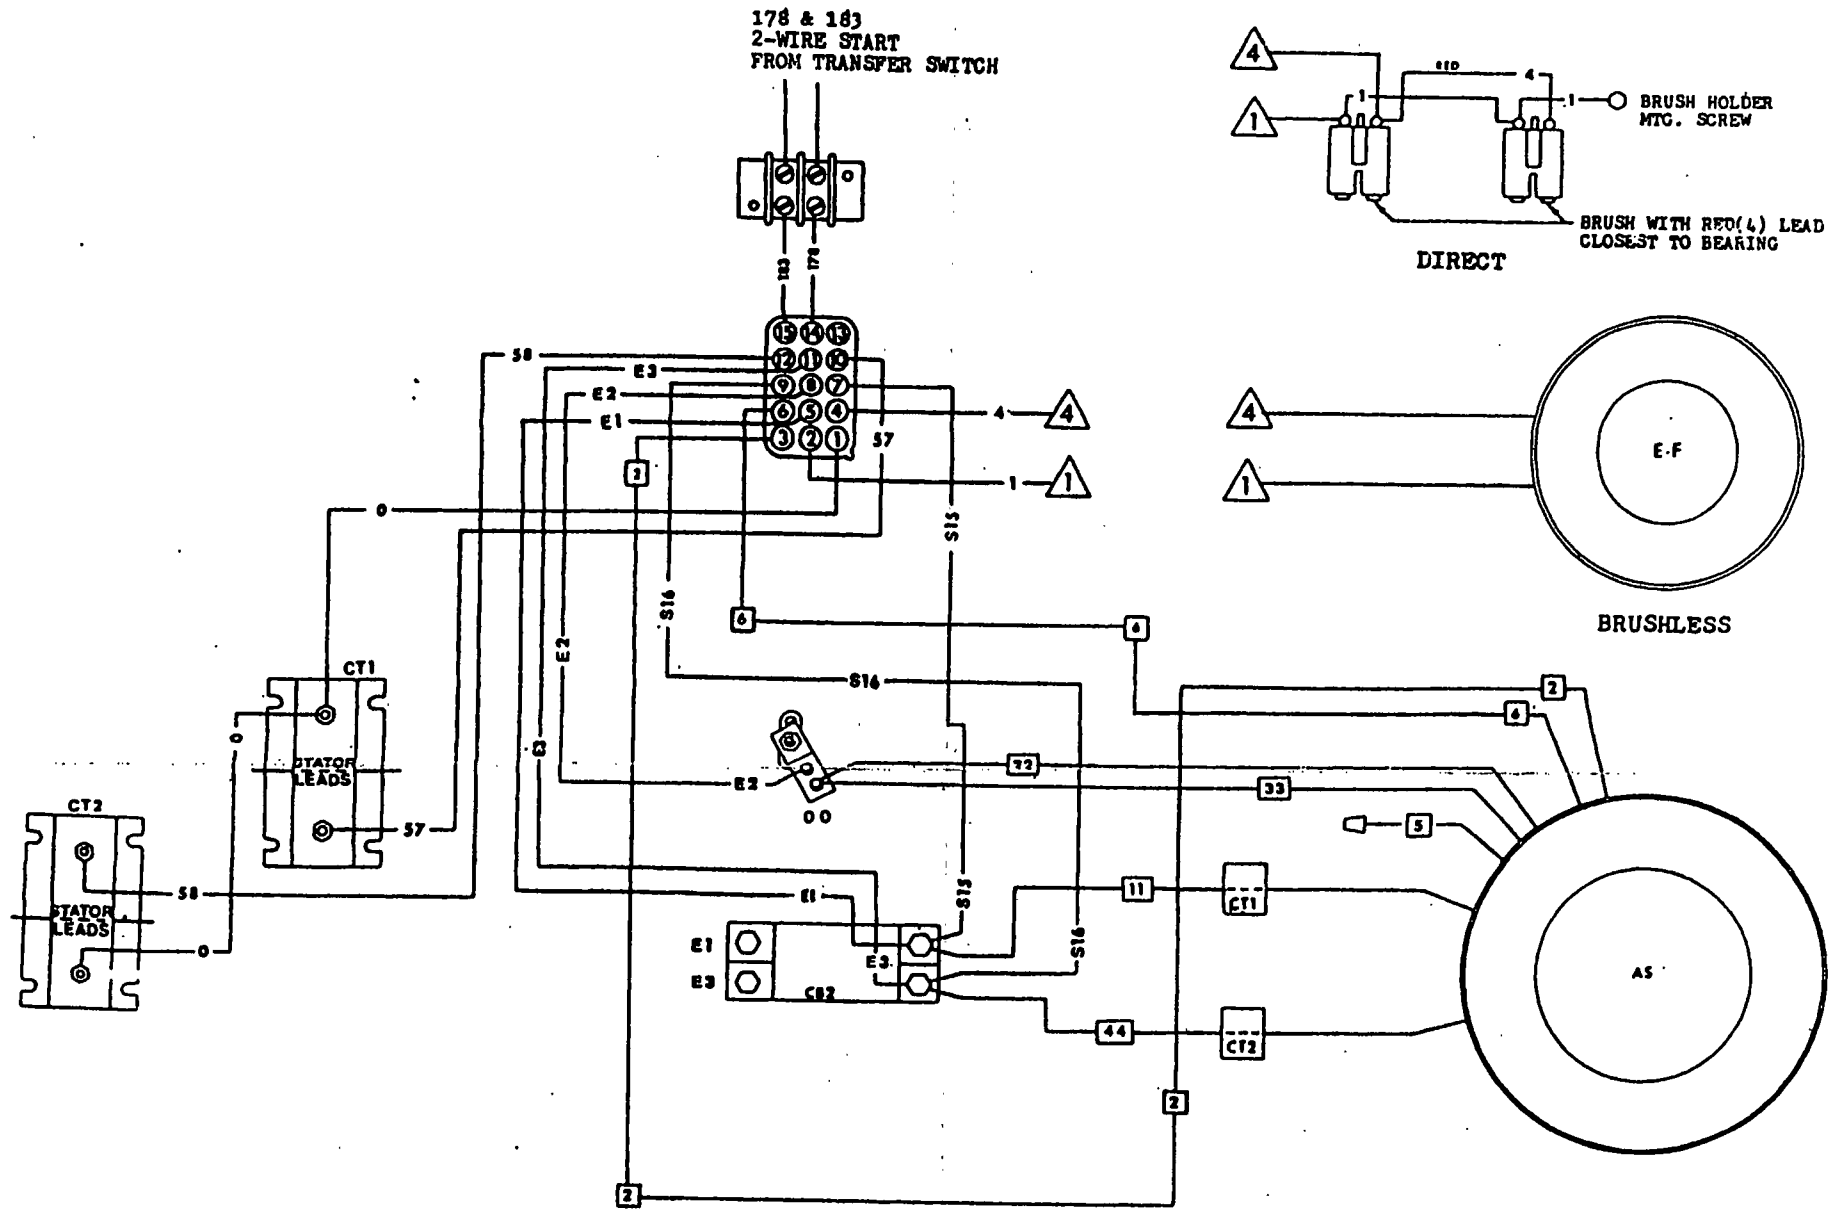 178 & 183
2-WIRE START
FROM TRANSFER SWITCH
4
RED
4
1
1
BRUSH HOLDER
MTG. SCREW
1
BRUSH WITH RED(4) LEAD
CLOSEST TO BEARING
DIRECT
183
178
15 14 13
12 11 10
9 8 7
6 5 4
3 2 1
58
E3
E2
E1
57
4
4
4
2
1
1
1
E-F
0
S15
BRUSHLESS
S16
6
6
E2
CT1
S16
2
6
0
E3
STATOR
LEADS
22
E2
33
00
CT2
57
5
58
E1
S15
11
CT1
STATOR
LEADS
0
E1
E3
E3
CB2
S16
AS
44
CT2
2
2